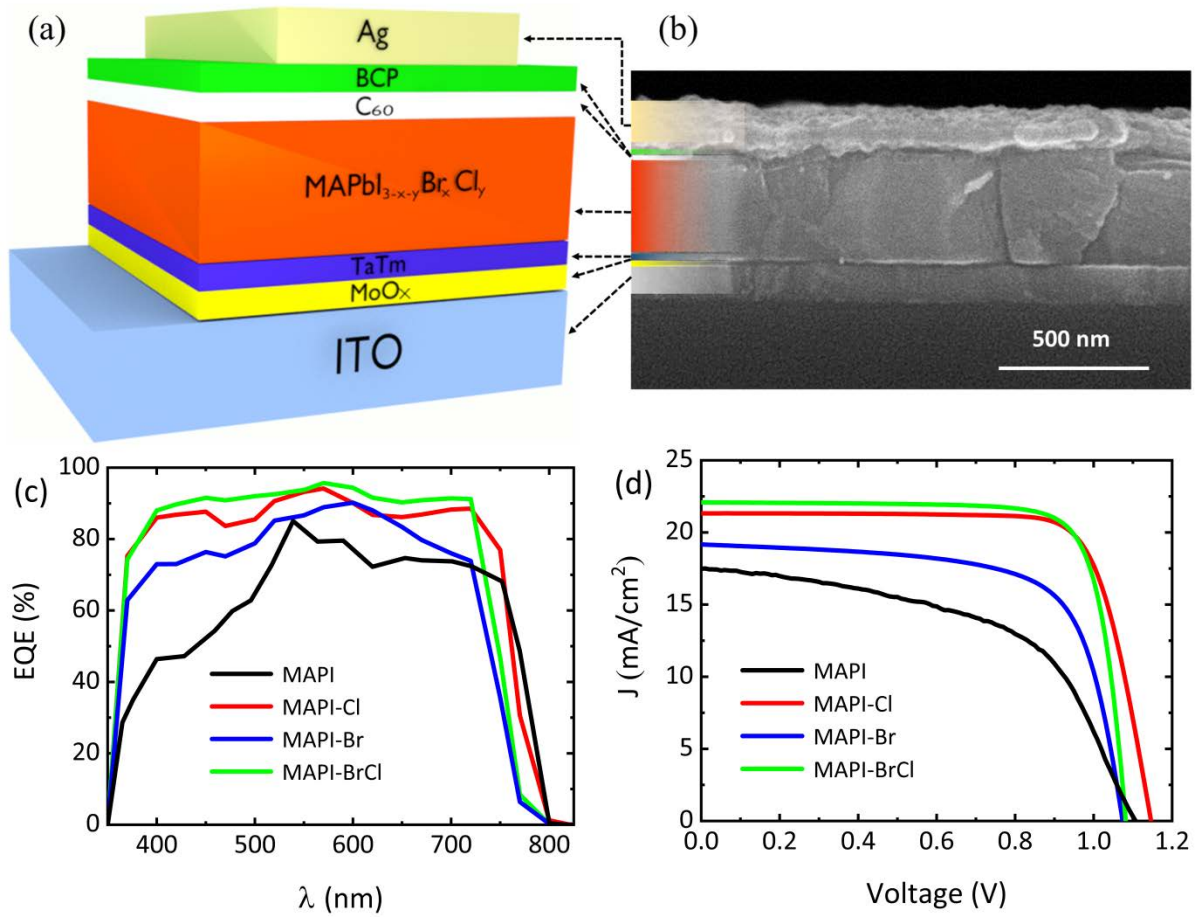 (a)
Ag
BCP
C₆₀
MAPbI₃₋ₓ₋ᵧBrₓClᵧ
TaTm
MoOₓ
ITO
(b)
500 nm
(c)
100
80
60
40
20
0
EQE (%)
MAPI
MAPI-Cl
MAPI-Br
MAPI-BrCl
400 500 600 700 800
λ (nm)
(d)
25
20
15
10
5
0
J (mA/cm²)
MAPI
MAPI-Cl
MAPI-Br
MAPI-BrCl
0.0 0.2 0.4 0.6 0.8 1.0 1.2
Voltage (V)